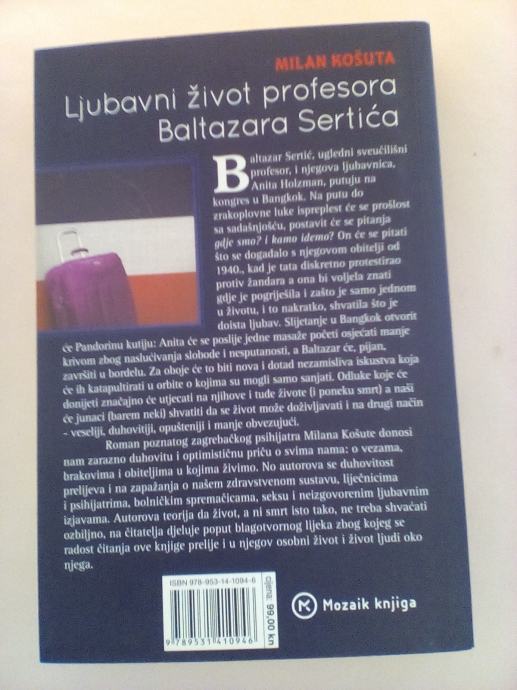 MILAN KOŠUTA
Ljubavni život profesora
Baltazara Sertića
Baltazar Sertić, ugledni sveučilišni
profesor, i njegova ljubavnica,
Anita Holzman, putuju na
kongres u Bangkok. Na putu do
zrakoplovne luke ispreplest će se prošlost
sa sadašnjošću, postavit će se pitanja
gdje smo? i kamo idemo? On će se pitati
što se događalo s njegovom obitelji od
1940., kad je tata diskretno protestirao
protiv žandara a ona bi voljela znati
gdje je pogriješila i zašto je samo jednom
u životu, i to nakratko, shvatila što je
doista ljubav. Slijetanje u Bangkok otvorit
će Pandorinu kutiju: Anita će se poslije jedne masaže početi osjećati manje
krivom zbog naslućivanja slobode i nesputanosti, a Baltazar će, pijan,
završiti u bordelu. Za oboje će to biti nova i dotad nezamisliva iskustva koja
će ih katapultirati u orbite o kojima su mogli samo sanjati. Odluke koje će
donijeti značajno će utjecati na njihove i tuđe živote (i poneku smrt) a naši
će junaci (barem neki) shvatiti da se život može doživljavati i na drugi način
- veseliji, duhovitiji, opušteniji i manje obvezujući.
Roman poznatog zagrebačkog psihijatra Milana Košute donosi
nam zarazno duhovitu i optimističnu priču o svima nama: o vezama,
brakovima i obiteljima u kojima živimo. No autorova se duhovitost
prelijeva i na zapažanja o našem zdravstvenom sustavu, liječnicima
i psihijatrima, bolničkim spremačicama, seksu i neizgovorenim ljubavnim
izjavama. Autorova teorija da život, a ni smrt isto tako, ne treba shvaćati
ozbiljno, na čitatelja djeluje poput blagotvornog lijeka zbog kojeg se
radost čitanja ove knjige prelije i u njegov osobni život i život ljudi oko
njega.
ISBN 978-953-14-1094-6
9 789531 410946
cijena: 99,00 kn
Mozaik knjiga